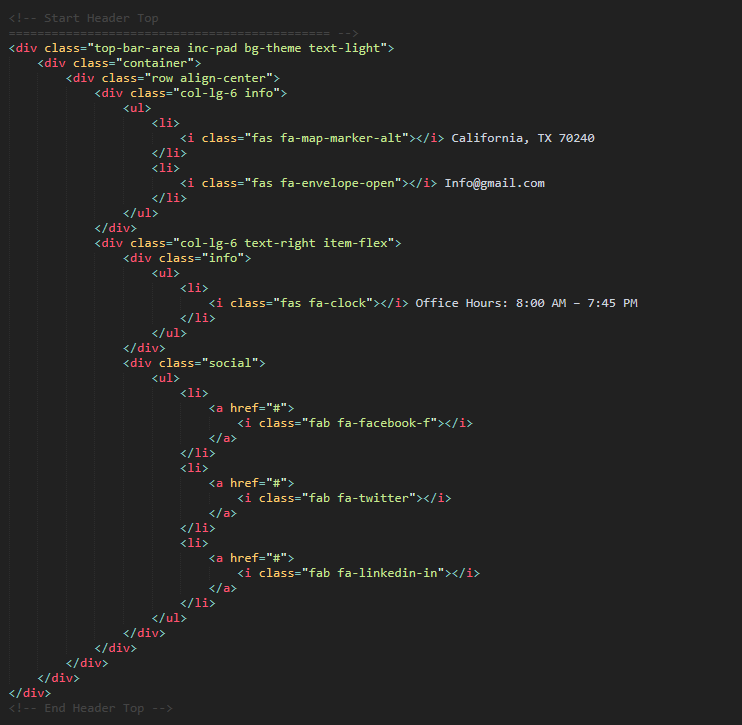 <!-- Start Header Top
============================================= -->
<div class="top-bar-area inc-pad bg-theme text-light">
    <div class="container">
        <div class="row align-center">
            <div class="col-lg-6 info">
                <ul>
                    <li>
                        <i class="fas fa-map-marker-alt"></i> California, TX 70240
                    </li>
                    <li>
                        <i class="fas fa-envelope-open"></i> Info@gmail.com
                    </li>
                </ul>
            </div>
            <div class="col-lg-6 text-right item-flex">
                <div class="info">
                    <ul>
                        <li>
                            <i class="fas fa-clock"></i> Office Hours: 8:00 AM – 7:45 PM
                        </li>
                    </ul>
                </div>
                <div class="social">
                    <ul>
                        <li>
                            <a href="#">
                                <i class="fab fa-facebook-f"></i>
                            </a>
                        </li>
                        <li>
                            <a href="#">
                                <i class="fab fa-twitter"></i>
                            </a>
                        </li>
                        <li>
                            <a href="#">
                                <i class="fab fa-linkedin-in"></i>
                            </a>
                        </li>
                    </ul>
                </div>
            </div>
        </div>
    </div>
</div>
<!-- End Header Top -->